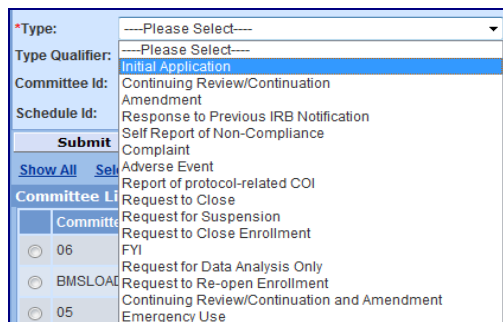 *Type: ----Please Select----
Type Qualifier: ----Please Select----
Initial Application
Committee Id: Continuing Review/Continuation
Amendment
Schedule Id: Response to Previous IRB Notification
Self Report of Non-Compliance
Submit Complaint
Adverse Event
Show All Sel Report of protocol-related COI
Request to Close
Committee Li Request for Suspension
Committe Request to Close Enrollment
06 FYI
Request for Data Analysis Only
BMSLOAD Request to Re-open Enrollment
Continuing Review/Continuation and Amendment
05 Emergency Use